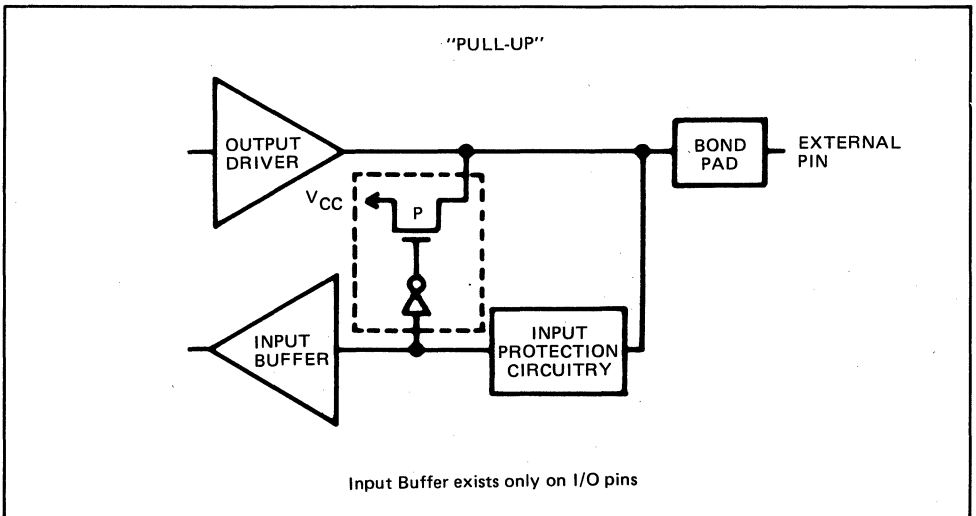 "PULL-UP"
OUTPUT
DRIVER
BOND
PAD
EXTERNAL
PIN
VCC
P
INPUT
BUFFER
INPUT
PROTECTION
CIRCUITRY
Input Buffer exists only on I/O pins